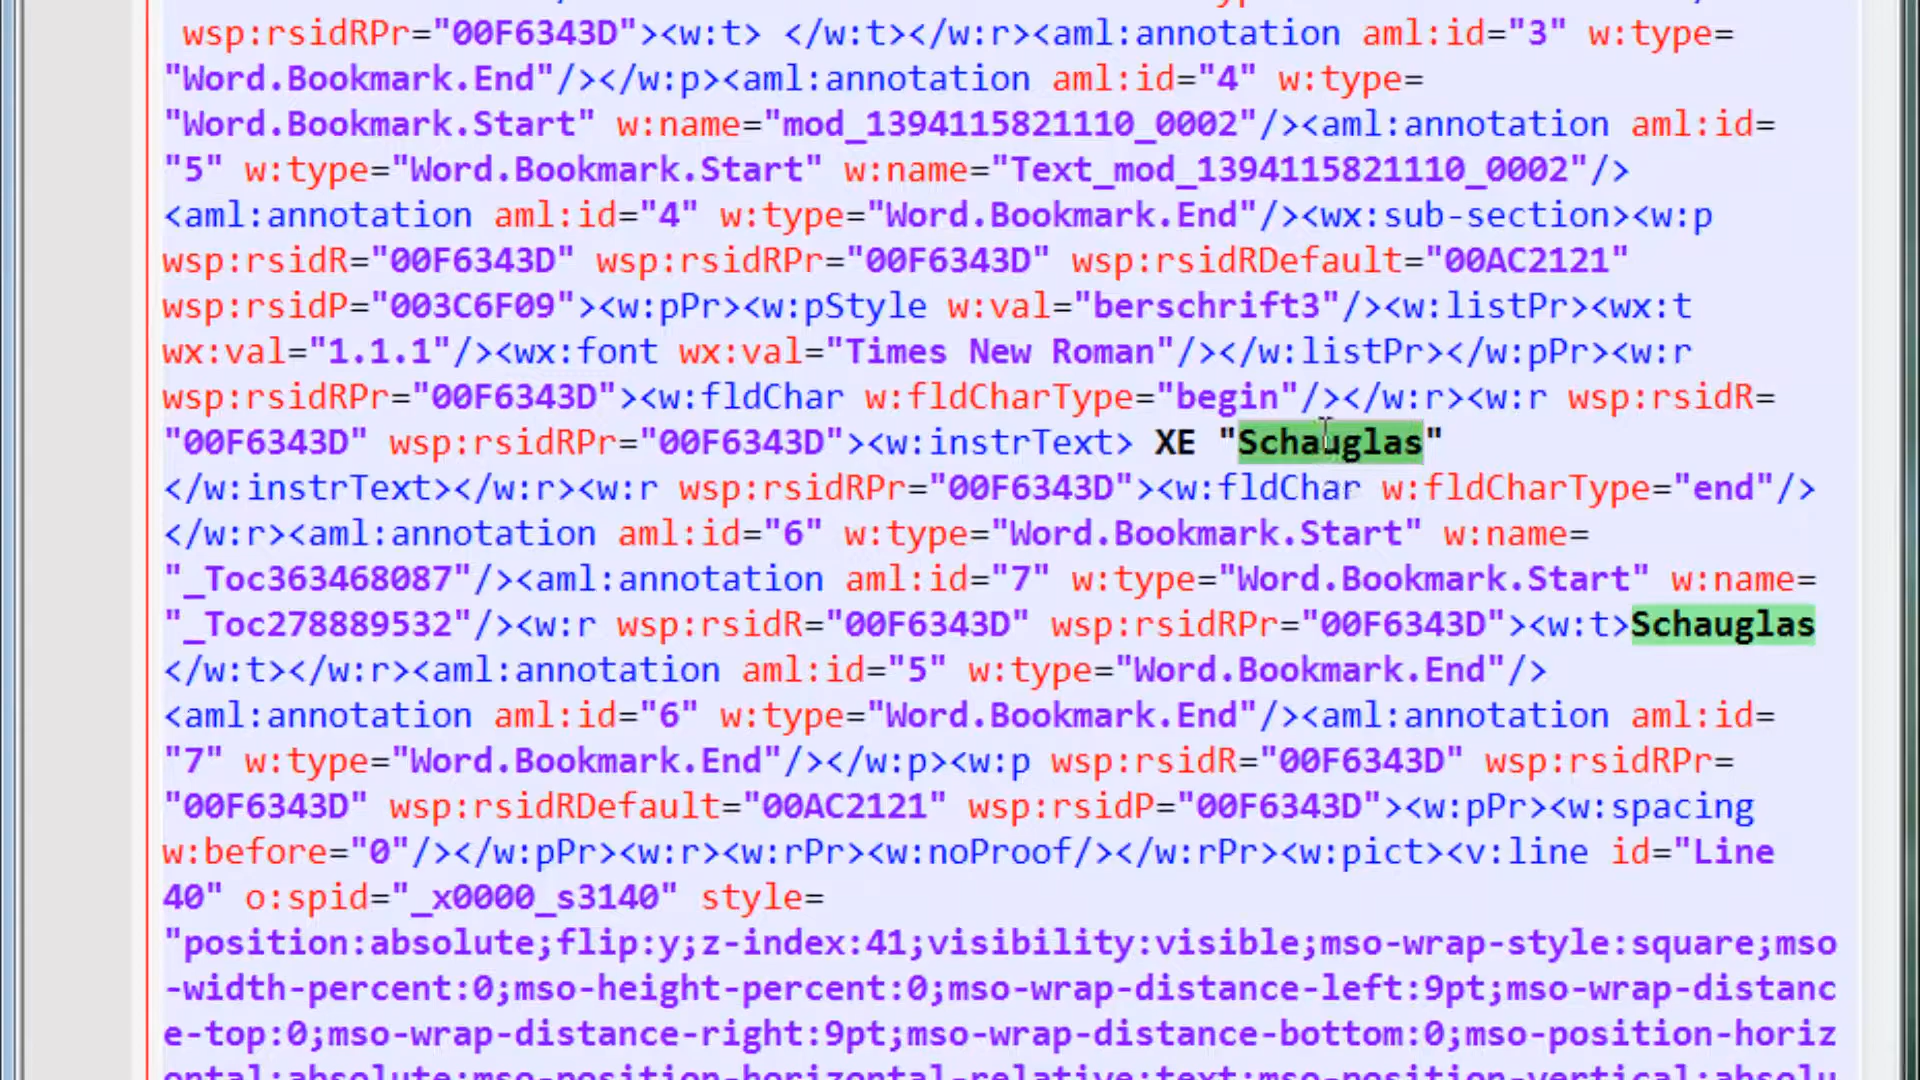 wsp:rsidRPr="00F6343D"><w:t> </w:t></w:r><aml:annotation aml:id="3" w:type=
"Word.Bookmark.End"/></w:p><aml:annotation aml:id="4" w:type=
"Word.Bookmark.Start" w:name="mod_1394115821110_0002"/><aml:annotation aml:id=
"5" w:type="Word.Bookmark.Start" w:name="Text_mod_1394115821110_0002"/>
<aml:annotation aml:id="4" w:type="Word.Bookmark.End"/><wx:sub-section><w:p
wsp:rsidR="00F6343D" wsp:rsidRPr="00F6343D" wsp:rsidRDefault="00AC2121"
wsp:rsidP="003C6F09"><w:pPr><w:pStyle w:val="berschrift3"/><w:listPr><wx:t
wx:val="1.1.1"/><wx:font wx:val="Times New Roman"/></w:listPr></w:pPr><w:r
wsp:rsidRPr="00F6343D"><w:fldChar w:fldCharType="begin"/></w:r><w:r wsp:rsidR=
"00F6343D" wsp:rsidRPr="00F6343D"><w:instrText> XE "Schauglas"
</w:instrText></w:r><w:r wsp:rsidRPr="00F6343D"><w:fldChar w:fldCharType="end"/>
</w:r><aml:annotation aml:id="6" w:type="Word.Bookmark.Start" w:name=
"_Toc363468087"/><aml:annotation aml:id="7" w:type="Word.Bookmark.Start" w:name=
"_Toc278889532"/><w:r wsp:rsidR="00F6343D" wsp:rsidRPr="00F6343D"><w:t>Schauglas
</w:t></w:r><aml:annotation aml:id="5" w:type="Word.Bookmark.End"/>
<aml:annotation aml:id="6" w:type="Word.Bookmark.End"/><aml:annotation aml:id=
"7" w:type="Word.Bookmark.End"/></w:p><w:p wsp:rsidR="00F6343D" wsp:rsidRPr=
"00F6343D" wsp:rsidRDefault="00AC2121" wsp:rsidP="00F6343D"><w:pPr><w:spacing
w:before="0"/></w:pPr><w:r><w:rPr><w:noProof/></w:rPr><w:pict><v:line id="Line
40" o:spid="_x0000_s3140" style=
"position:absolute;flip:y;z-index:41;visibility:visible;mso-wrap-style:square;mso
-width-percent:0;mso-height-percent:0;mso-wrap-distance-left:9pt;mso-wrap-distanc
e-top:0;mso-wrap-distance-right:9pt;mso-wrap-distance-bottom:0;mso-position-horiz
ontal:absolute;mso-position-horizontal-relative:text;mso-position-vertical:absolu